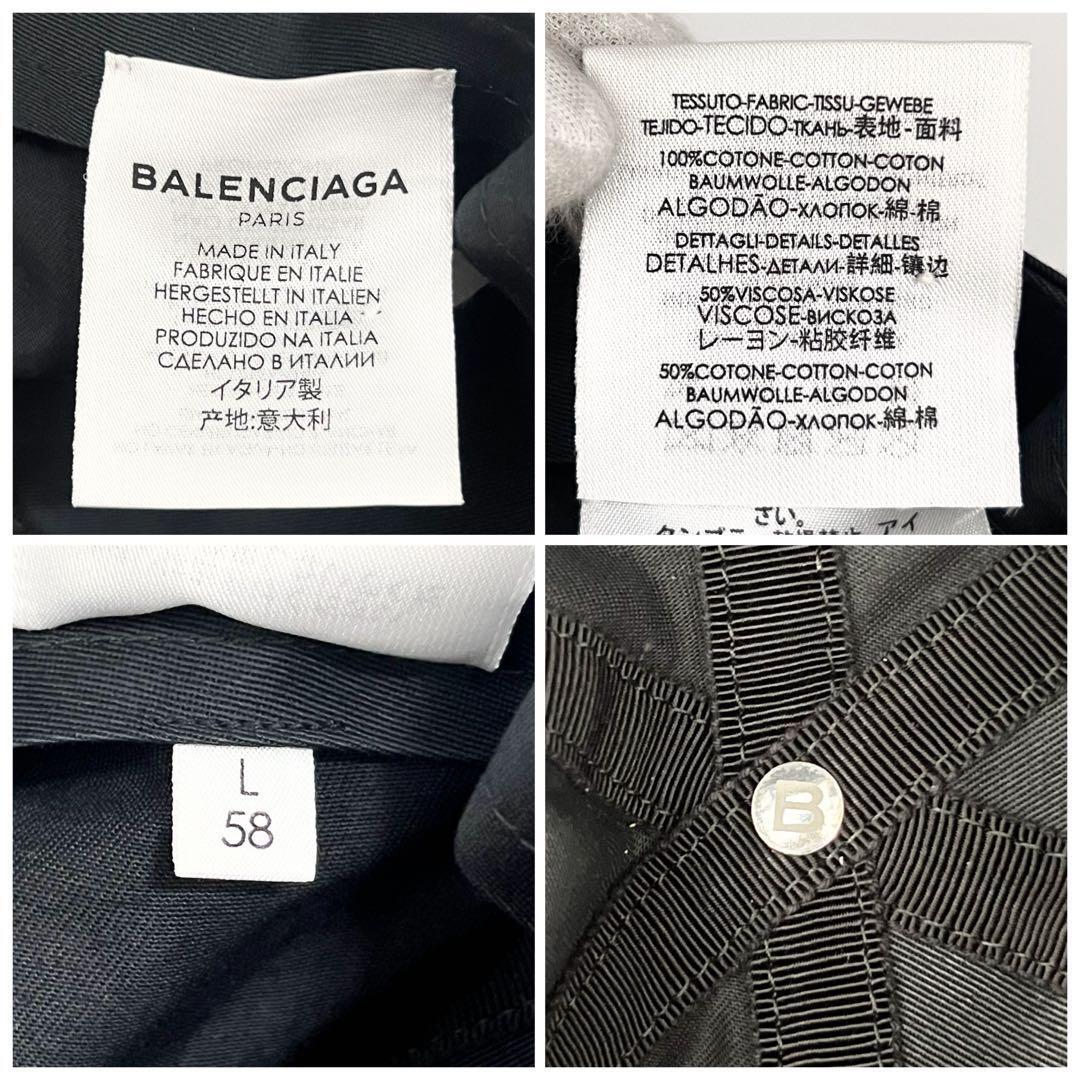 BALENCIAGA
PARIS
MADE IN ITALY
FABRIQUE EN ITALIE
HERGESTELLT IN ITALIEN
HECHO EN ITALIA
PRODUZIDO NA ITALIA
СДЕЛАНО В ИТАЛИИ
イタリア製
产地:意大利
TESSUTO-FABRIC-TISSU-GEWEBE
TEJIDO-TECIDO-ТКАНЬ-表地-面料
100%COTONE-COTTON-COTON
BAUMWOLLE-ALGODON
ALGODÃO-ХЛОПОК-綿-棉
DETTAGLI-DETAILS-DETALLES
DETALHES-ДЕТАЛИ-詳細-镶边
50%VISCOSA-VISKOSE
VISCOSE-ВИСКОЗА
レーヨン-粘胶纤维
50%COTONE-COTTON-COTON
BAUMWOLLE-ALGODON
ALGODÃO-ХЛОПОК-綿-棉
さい。
L
58
B